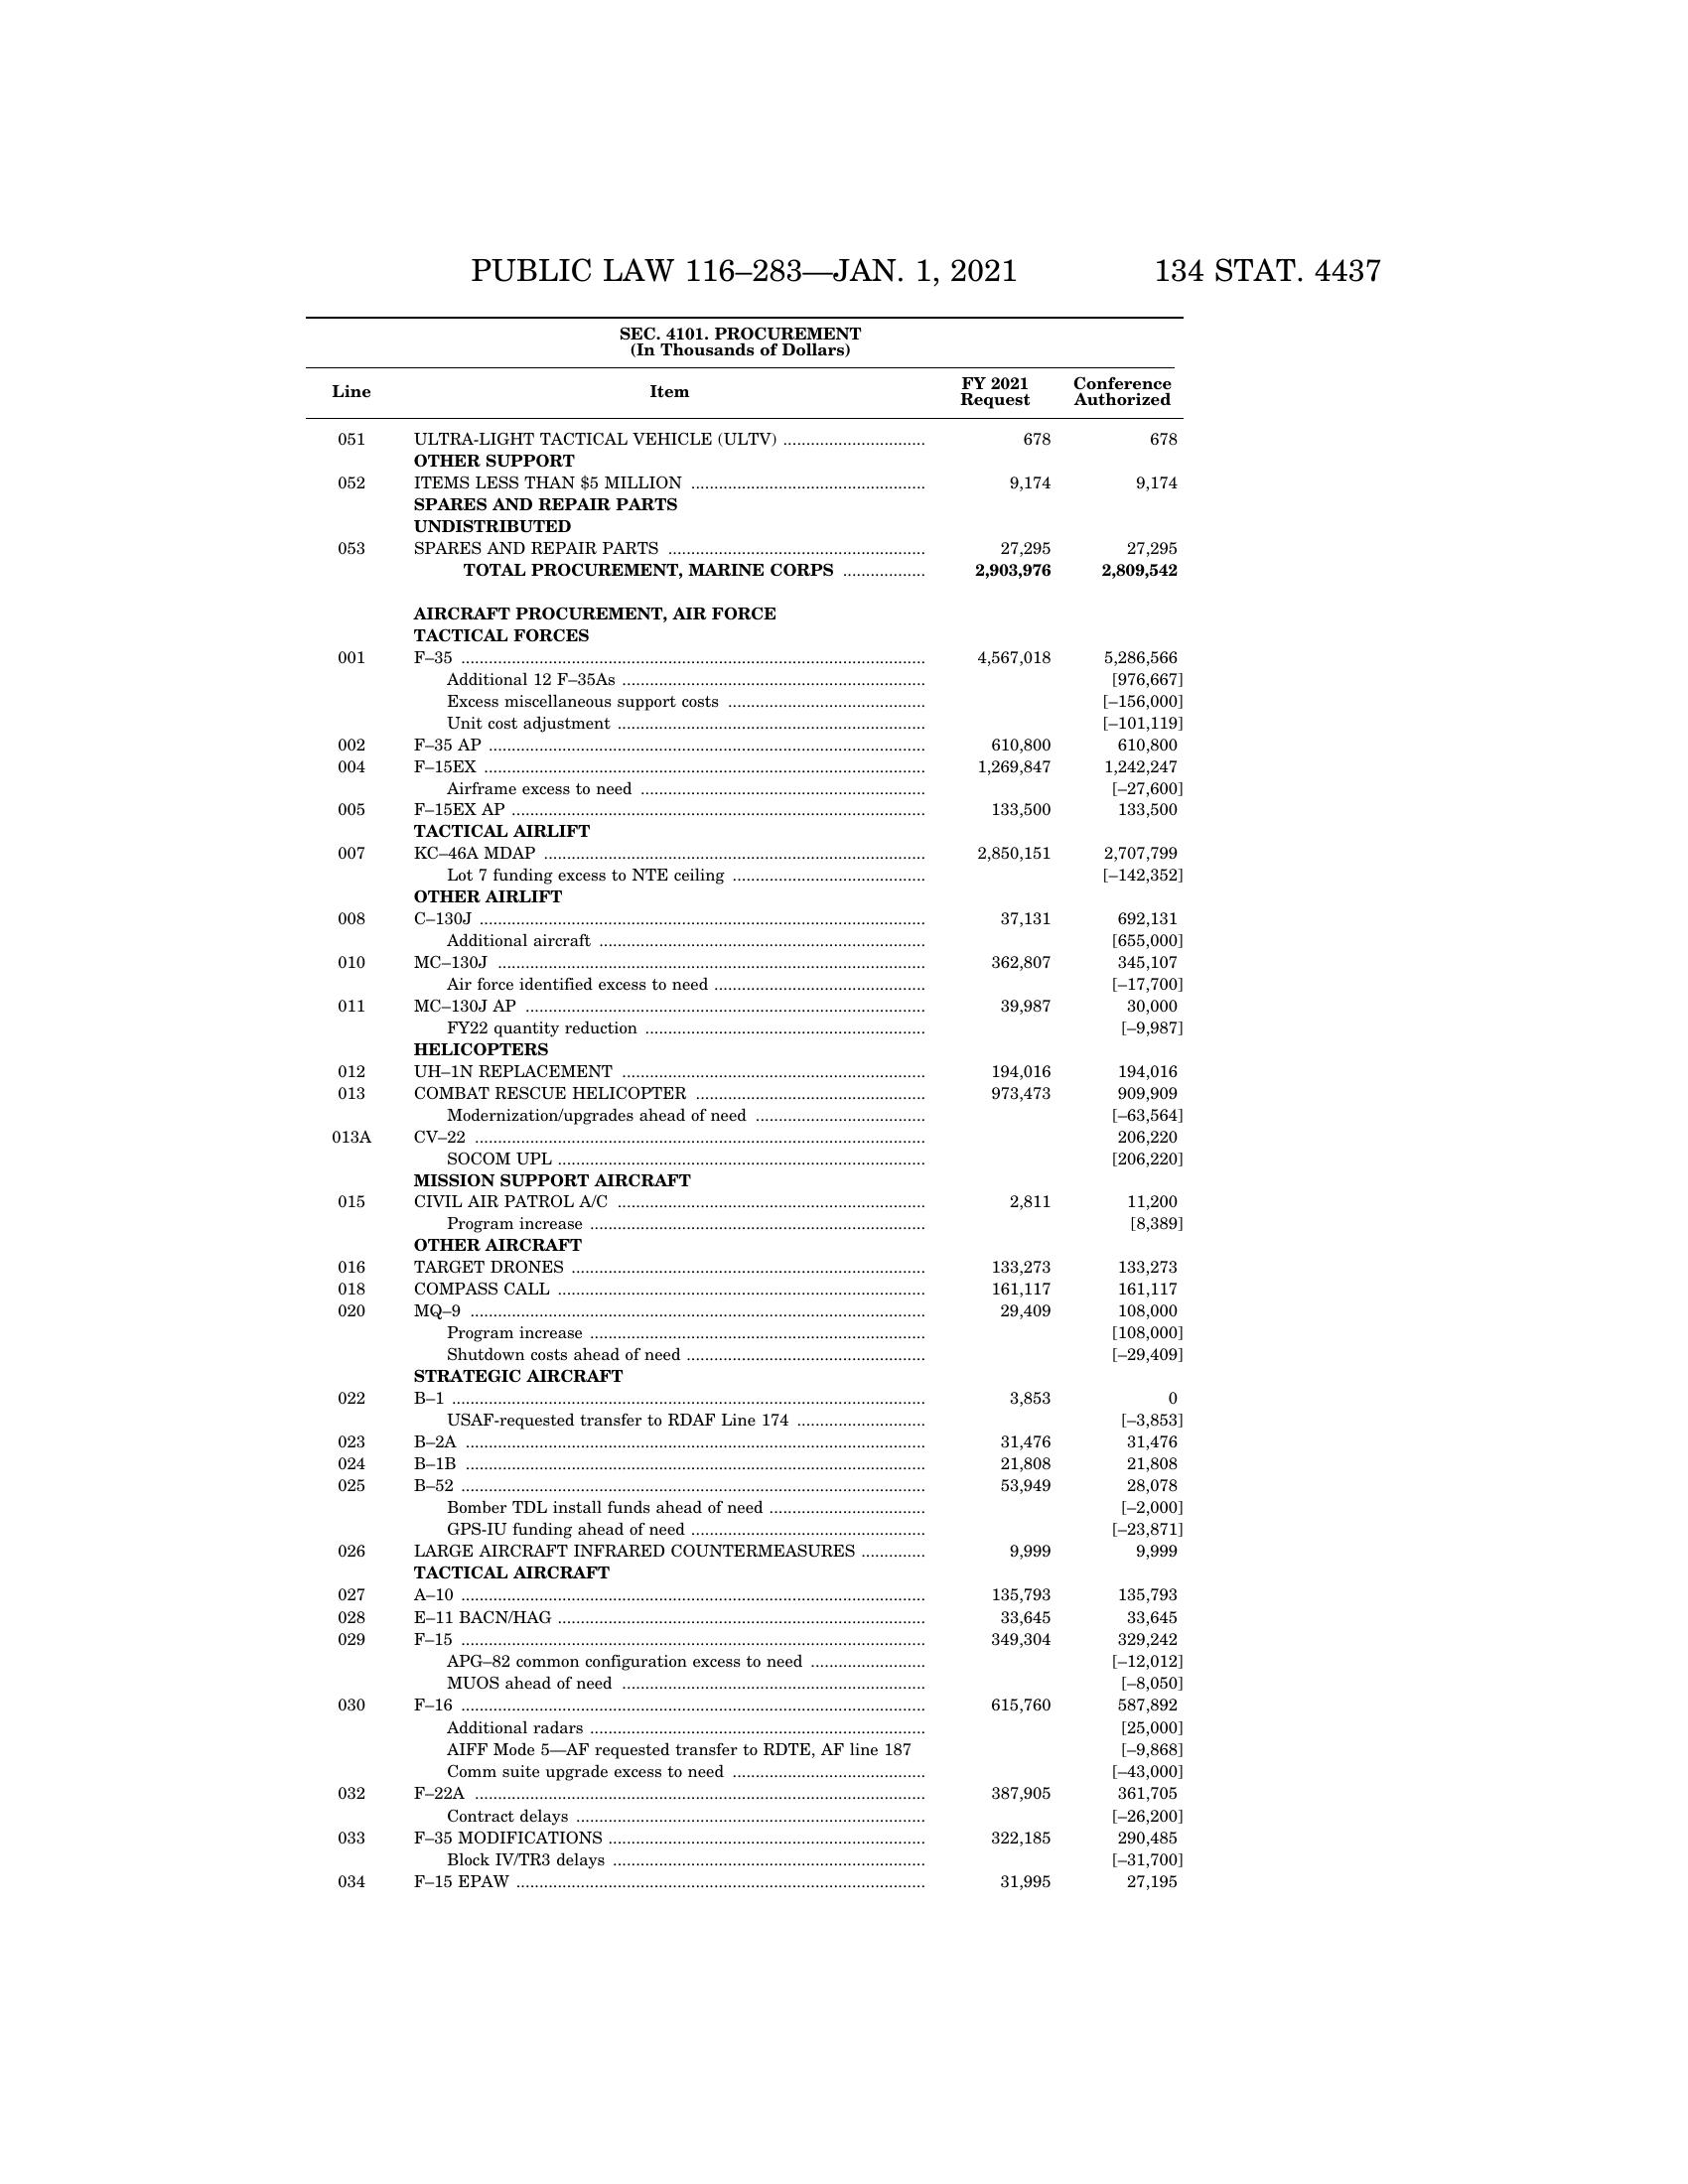 PUBLIC LAW 116–283—JAN. 1, 2021 134 STAT. 4437
SEC. 4101. PROCUREMENT
(In Thousands of Dollars)
Line Item FY 2021 Request Conference Authorized
051 ULTRA-LIGHT TACTICAL VEHICLE (ULTV) .............................. 678 678
OTHER SUPPORT
052 ITEMS LESS THAN $5 MILLION .............................. 9,174 9,174
SPARES AND REPAIR PARTS
UNDISTRIBUTED
053 SPARES AND REPAIR PARTS .............................. 27,295 27,295
TOTAL PROCUREMENT, MARINE CORPS .................. 2,903,976 2,809,542
AIRCRAFT PROCUREMENT, AIR FORCE
TACTICAL FORCES
001 F–35 .............................. 4,567,018 5,286,566
Additional 12 F–35As .............................. [976,667]
Excess miscellaneous support costs .............................. [–156,000]
Unit cost adjustment .............................. [–101,119]
002 F–35 AP .............................. 610,800 610,800
004 F–15EX .............................. 1,269,847 1,242,247
Airframe excess to need .............................. [–27,600]
005 F–15EX AP .............................. 133,500 133,500
TACTICAL AIRLIFT
007 KC–46A MDAP .............................. 2,850,151 2,707,799
Lot 7 funding excess to NTE ceiling .............................. [–142,352]
OTHER AIRLIFT
008 C–130J .............................. 37,131 692,131
Additional aircraft .............................. [655,000]
010 MC–130J .............................. 362,807 345,107
Air force identified excess to need .............................. [–17,700]
011 MC–130J AP .............................. 39,987 30,000
FY22 quantity reduction .............................. [–9,987]
HELICOPTERS
012 UH–1N REPLACEMENT .............................. 194,016 194,016
013 COMBAT RESCUE HELICOPTER .............................. 973,473 909,909
Modernization/upgrades ahead of need .............................. [–63,564]
013A CV–22 .............................. 206,220
SOCOM UPL .............................. [206,220]
MISSION SUPPORT AIRCRAFT
015 CIVIL AIR PATROL A/C .............................. 2,811 11,200
Program increase .............................. [8,389]
OTHER AIRCRAFT
016 TARGET DRONES .............................. 133,273 133,273
018 COMPASS CALL .............................. 161,117 161,117
020 MQ–9 .............................. 29,409 108,000
Program increase .............................. [108,000]
Shutdown costs ahead of need .............................. [–29,409]
STRATEGIC AIRCRAFT
022 B–1 .............................. 3,853 0
USAF-requested transfer to RDAF Line 174 ............................ [–3,853]
023 B–2A .............................. 31,476 31,476
024 B–1B .............................. 21,808 21,808
025 B–52 .............................. 53,949 28,078
Bomber TDL install funds ahead of need .............................. [–2,000]
GPS-IU funding ahead of need .............................. [–23,871]
026 LARGE AIRCRAFT INFRARED COUNTERMEASURES ............. 9,999 9,999
TACTICAL AIRCRAFT
027 A–10 .............................. 135,793 135,793
028 E–11 BACN/HAG .............................. 33,645 33,645
029 F–15 .............................. 349,304 329,242
APG–82 common configuration excess to need ......................... [–12,012]
MUOS ahead of need .............................. [–8,050]
030 F–16 .............................. 615,760 587,892
Additional radars .............................. [25,000]
AIFF Mode 5—AF requested transfer to RDTE, AF line 187 [–9,868]
Comm suite upgrade excess to need .............................. [–43,000]
032 F–22A .............................. 387,905 361,705
Contract delays .............................. [–26,200]
033 F–35 MODIFICATIONS .............................. 322,185 290,485
Block IV/TR3 delays .............................. [–31,700]
034 F–15 EPAW .............................. 31,995 27,195